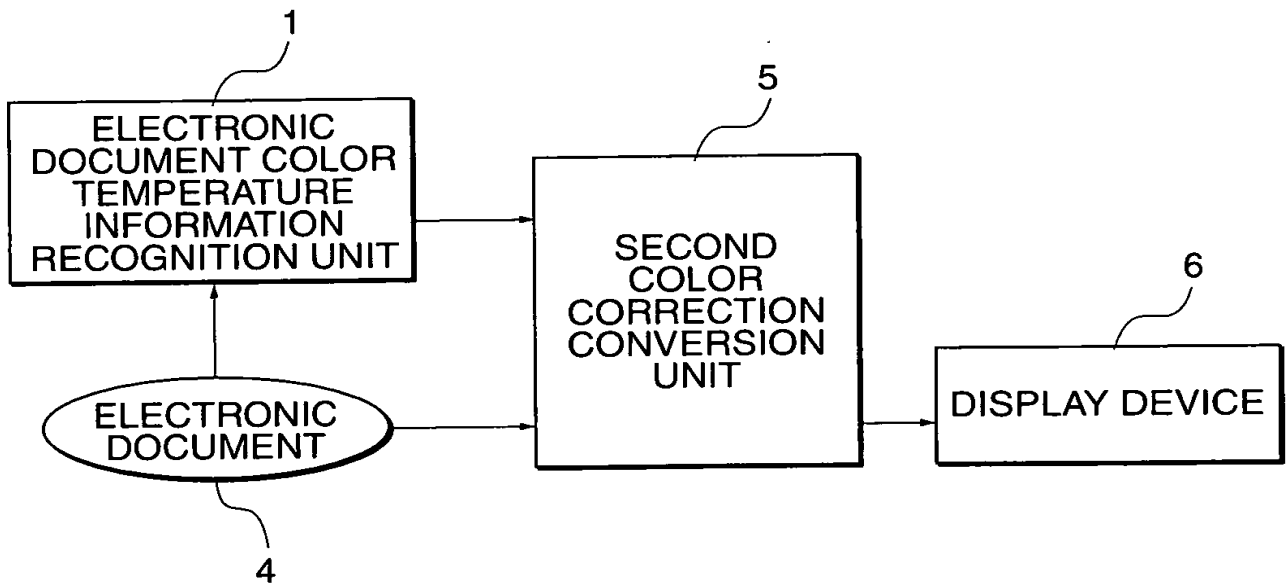 1
ELECTRONIC
DOCUMENT COLOR
TEMPERATURE
INFORMATION
RECOGNITION UNIT
5
SECOND
COLOR
CORRECTION
CONVERSION
UNIT
6
DISPLAY DEVICE
ELECTRONIC
DOCUMENT
4